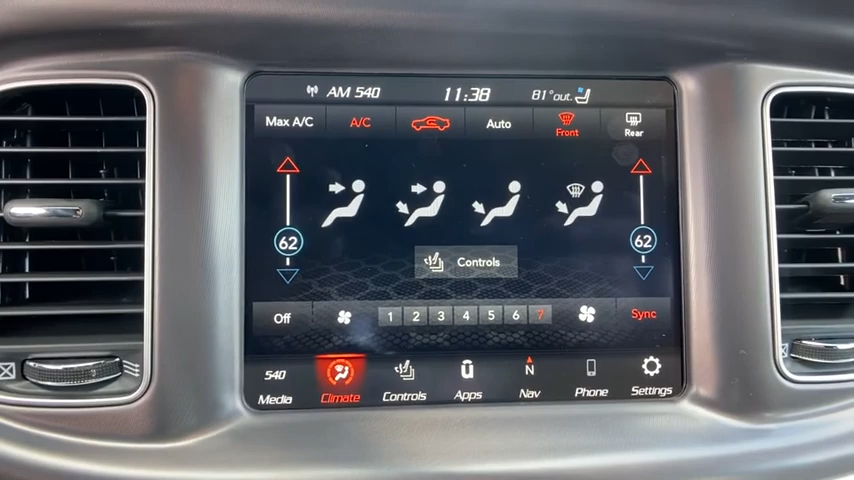 AM 540 11:38 81°out.
Max A/C A/C Auto Front Rear
62 62
Controls
Off 1 2 3 4 5 6 7 Sync
540 N
Media Climate Controls Apps Nav Phone Settings